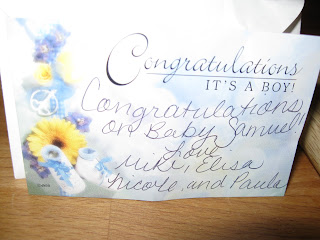 Congratulations
IT'S A BOY!
Congratulations
on Baby Samuel!!
Love
Mike, Elisa
Nicole, and Paula